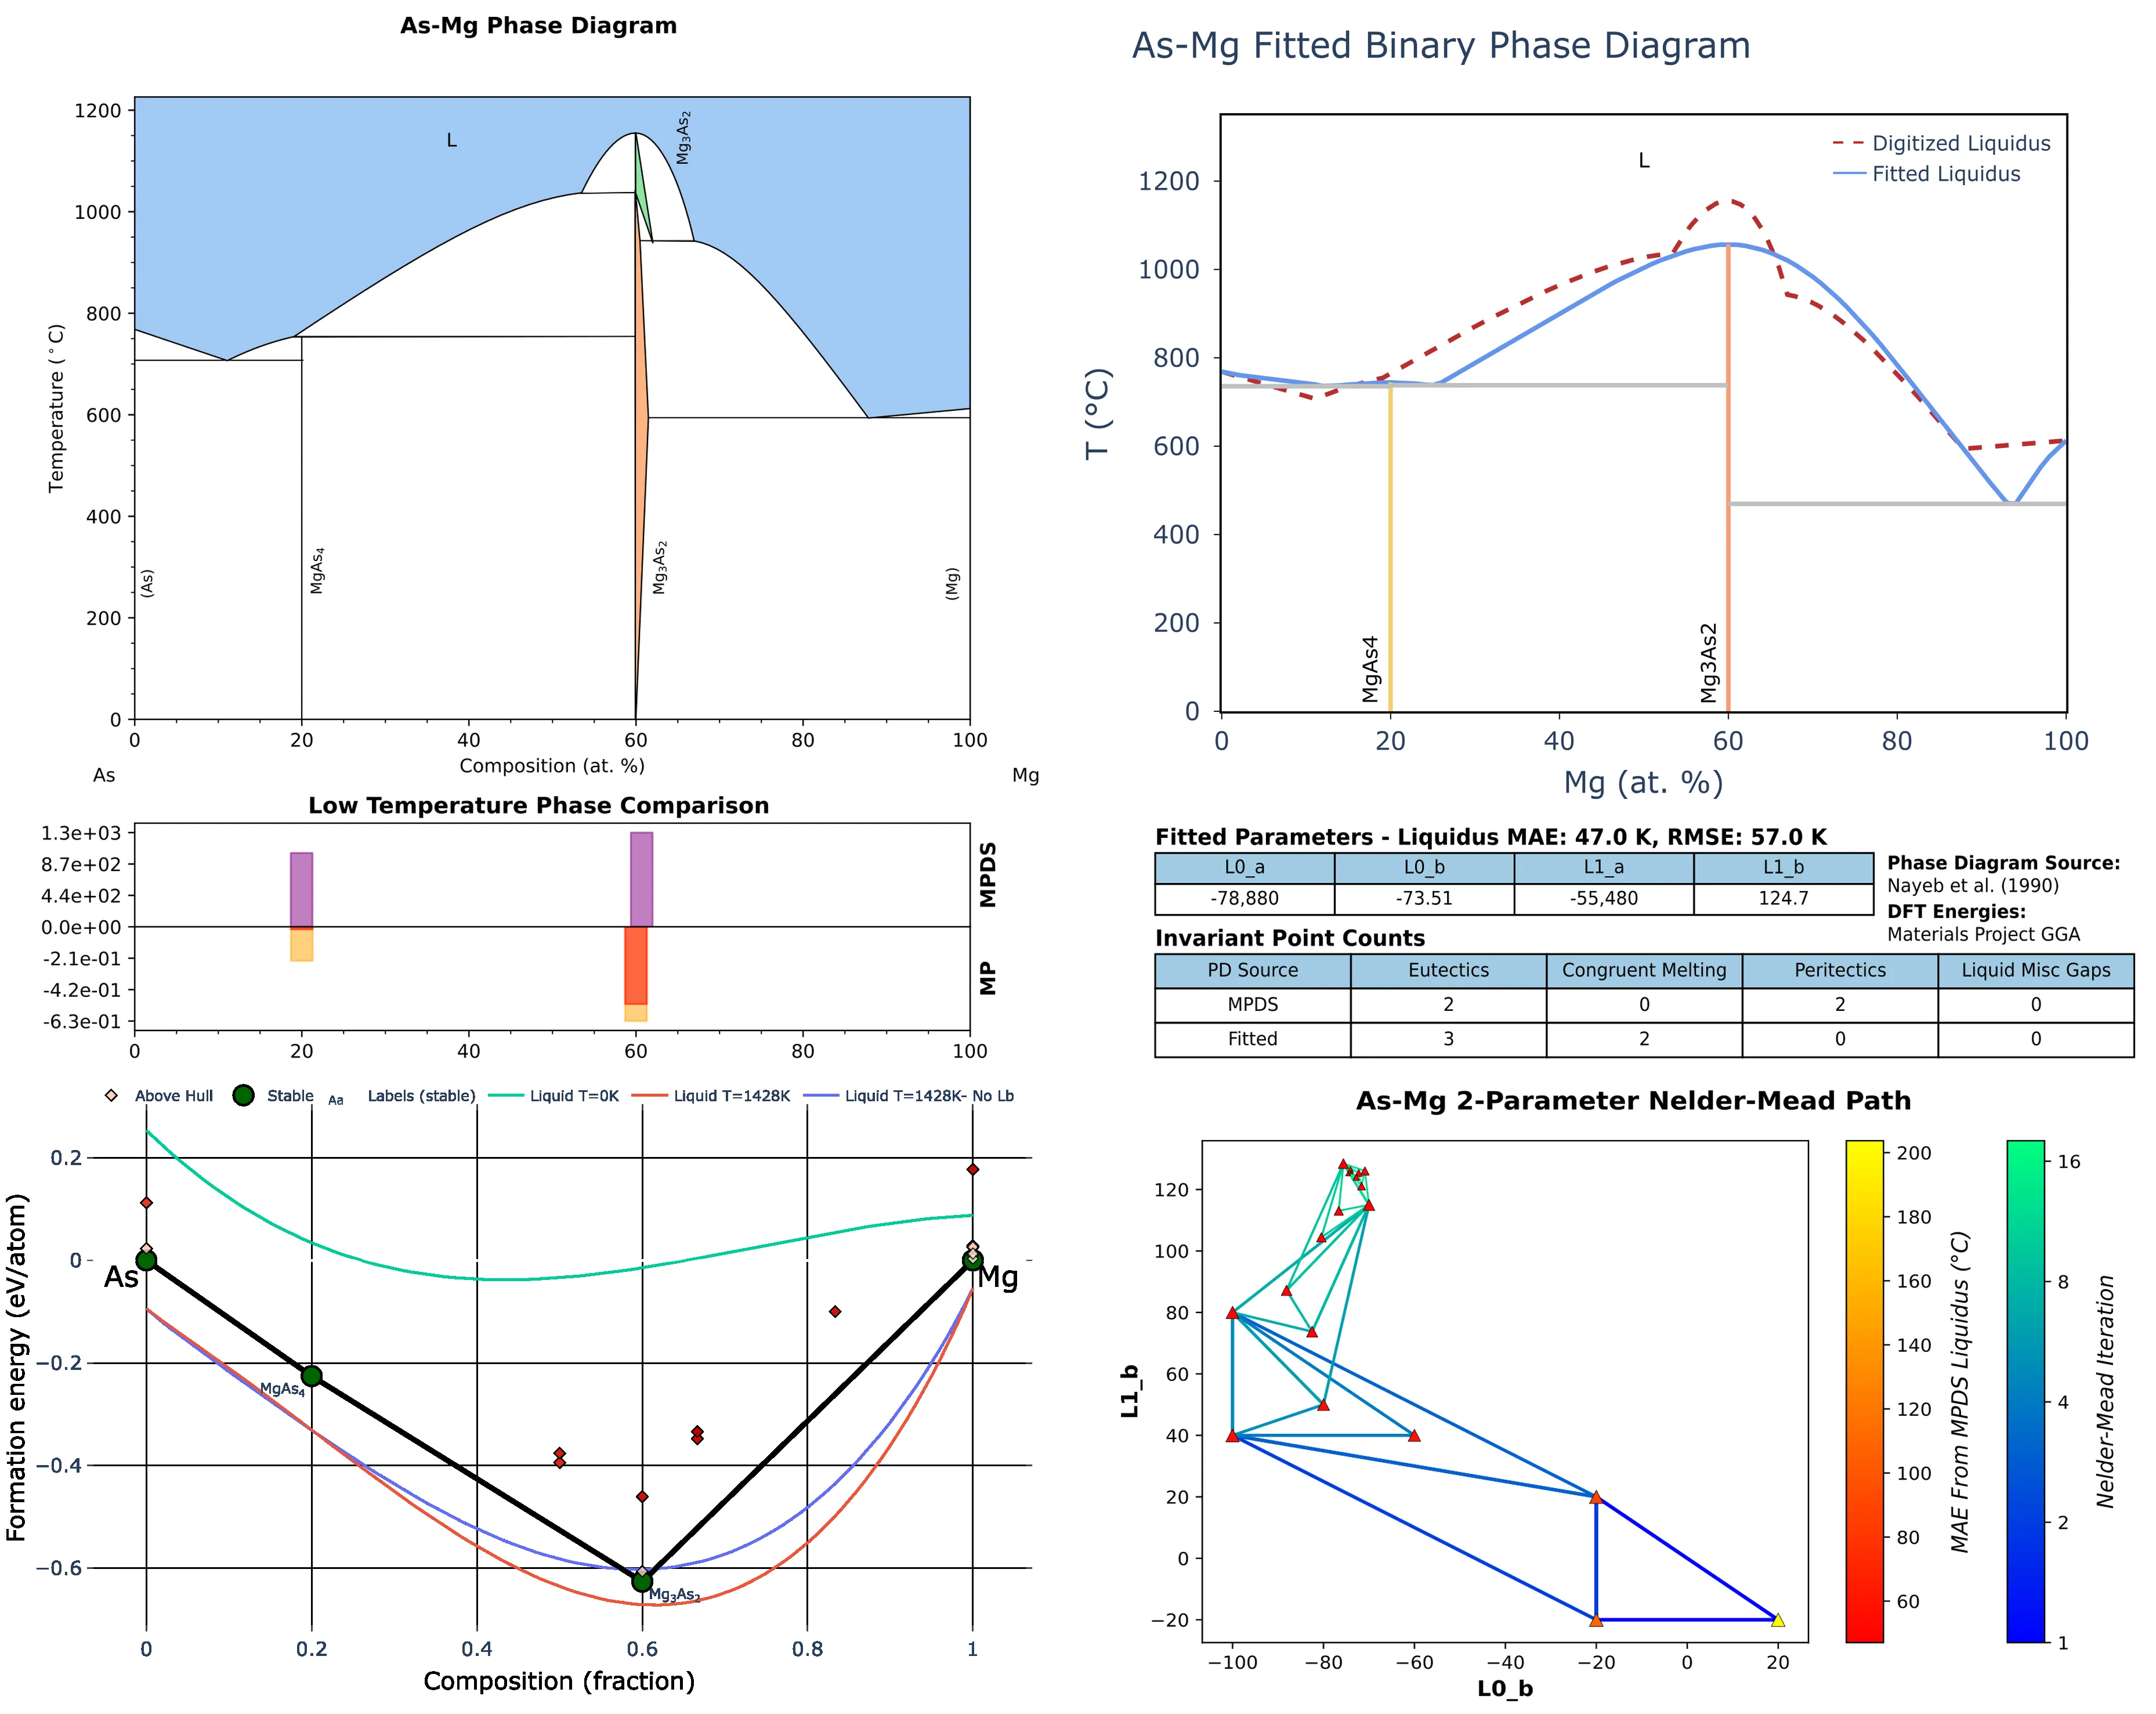 As-Mg Phase Diagram
1200
1000
800
600
400
200
0
Temperature (°C)
L
Mg3As2
(As)
MgAs4
Mg3As2
(Mg)
0 20 40 60 80 100
Composition (at. %)
As Mg
Low Temperature Phase Comparison
1.3e+03
8.7e+02
4.4e+02
0.0e+00
-2.1e-01
-4.2e-01
-6.3e-01
MPDS
MP
0 20 40 60 80 100
Above Hull Stable Aa Labels (stable) Liquid T=0K Liquid T=1428K Liquid T=1428K- No Lb
0.2
0
−0.2
−0.4
−0.6
Formation energy (eV/atom)
As
Mg
MgAs4
Mg3As2
0 0.2 0.4 0.6 0.8 1
Composition (fraction)
As-Mg Fitted Binary Phase Diagram
Digitized Liquidus
Fitted Liquidus
L
1200
1000
800
600
400
200
0
T (°C)
MgAs4
Mg3As2
0 20 40 60 80 100
Mg (at. %)
Fitted Parameters - Liquidus MAE: 47.0 K, RMSE: 57.0 K
L0_a L0_b L1_a L1_b
-78,880 -73.51 -55,480 124.7
Phase Diagram Source:
Nayeb et al. (1990)
DFT Energies:
Materials Project GGA
Invariant Point Counts
PD Source Eutectics Congruent Melting Peritectics Liquid Misc Gaps
MPDS 2 0 2 0
Fitted 3 2 0 0
As-Mg 2-Parameter Nelder-Mead Path
120
100
80
60
40
20
0
−20
L1_b
−100 −80 −60 −40 −20 0 20
L0_b
200
180
160
140
120
100
80
60
MAE From MPDS Liquidus (°C)
16
8
4
2
1
Nelder-Mead Iteration